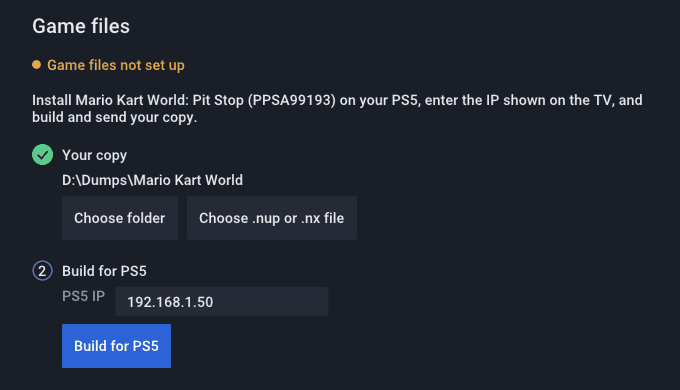 Game files
Game files not set up
Install Mario Kart World: Pit Stop (PPSA99193) on your PS5, enter the IP shown on the TV, and
build and send your copy.
Your copy
D:\Dumps\Mario Kart World
Choose folder
Choose .nup or .nx file
2
Build for PS5
PS5 IP
192.168.1.50
Build for PS5